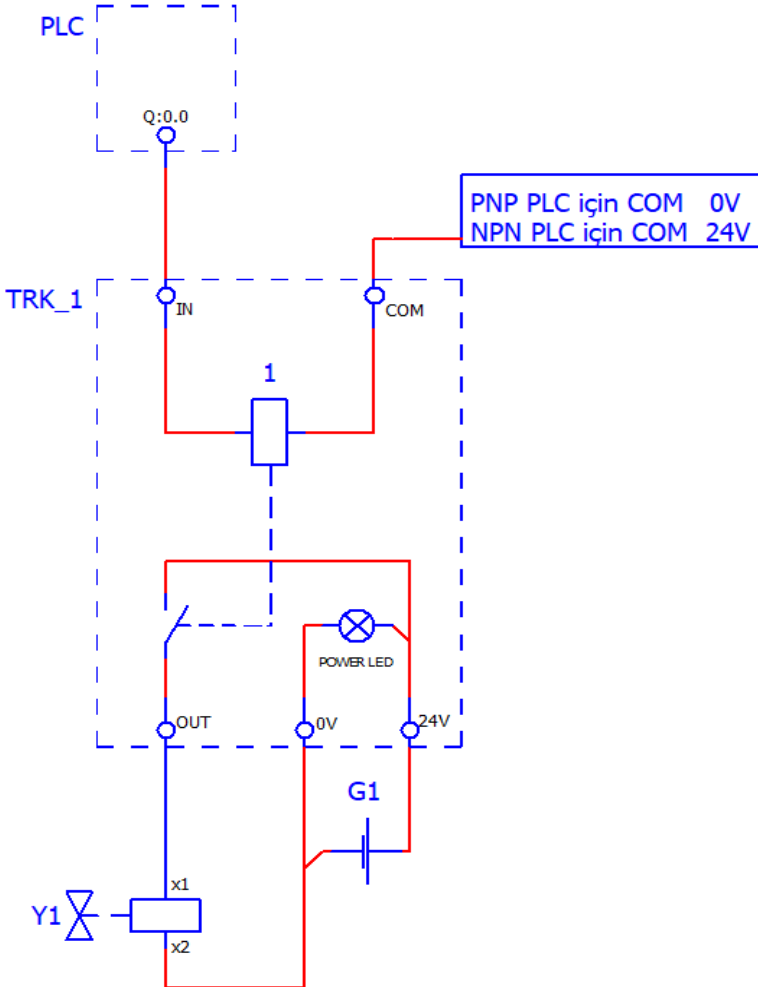 PLC
Q:0.0
PNP PLC için COM 0V
NPN PLC için COM 24V
TRK_1
IN
COM
1
POWER LED
OUT
0V
24V
G1
x1
Y1
x2